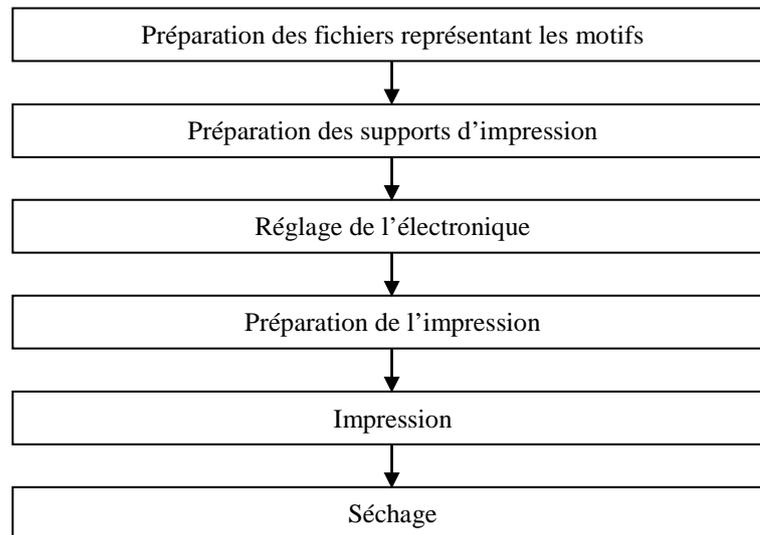 Préparation des fichiers représentant les motifs
Préparation des supports d’impression
Réglage de l’électronique
Préparation de l’impression
Impression
Séchage